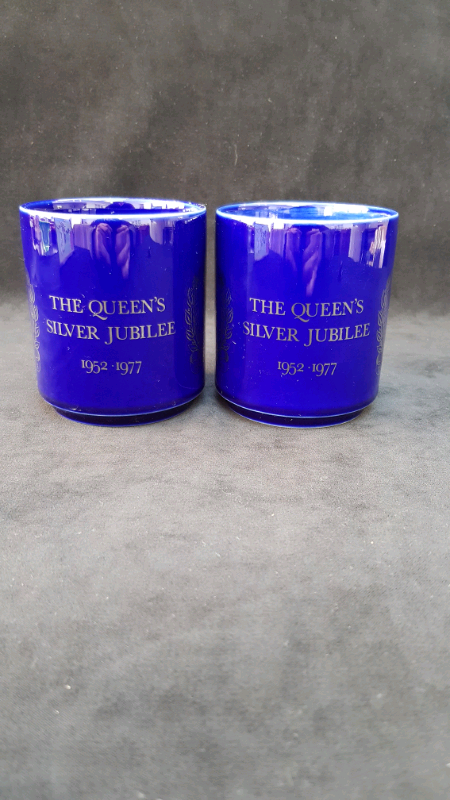 THE QUEEN'S
SILVER JUBILEE
1952 · 1977
THE QUEEN'S
SILVER JUBILEE
1952 · 1977